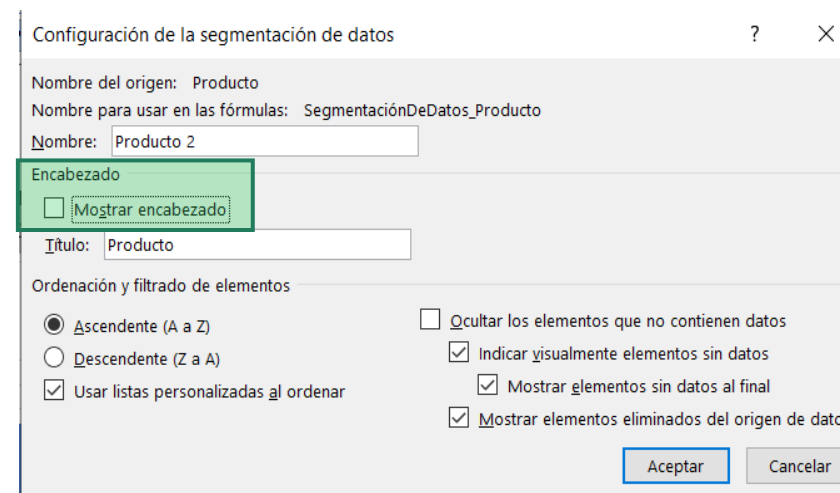 Configuración de la segmentación de datos ? ×
Nombre del origen: Producto
Nombre para usar en las fórmulas: SegmentaciónDeDatos_Producto
Nombre: Producto 2
Encabezado
Mostrar encabezado
Título: Producto
Ordenación y filtrado de elementos
Ascendente (A a Z)
Descendente (Z a A)
Usar listas personalizadas al ordenar
Ocultar los elementos que no contienen datos
Indicar visualmente elementos sin datos
Mostrar elementos sin datos al final
Mostrar elementos eliminados del origen de dato
Aceptar Cancelar